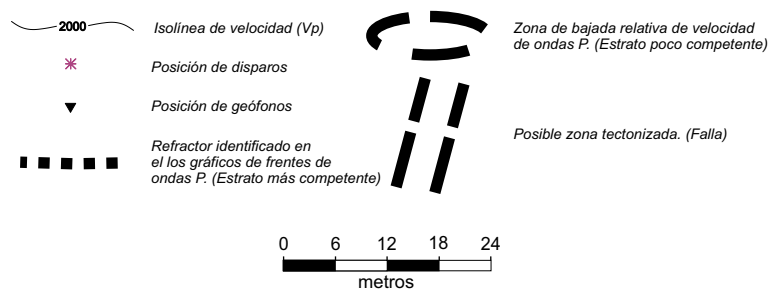 2000
Isolínea de velocidad (Vp)
Posición de disparos
Posición de geófonos
Refractor identificado en
el los gráficos de frentes de
ondas P. (Estrato más competente)
Zona de bajada relativa de velocidad
de ondas P. (Estrato poco competente)
Posible zona tectonizada. (Falla)
0 6 12 18 24
metros